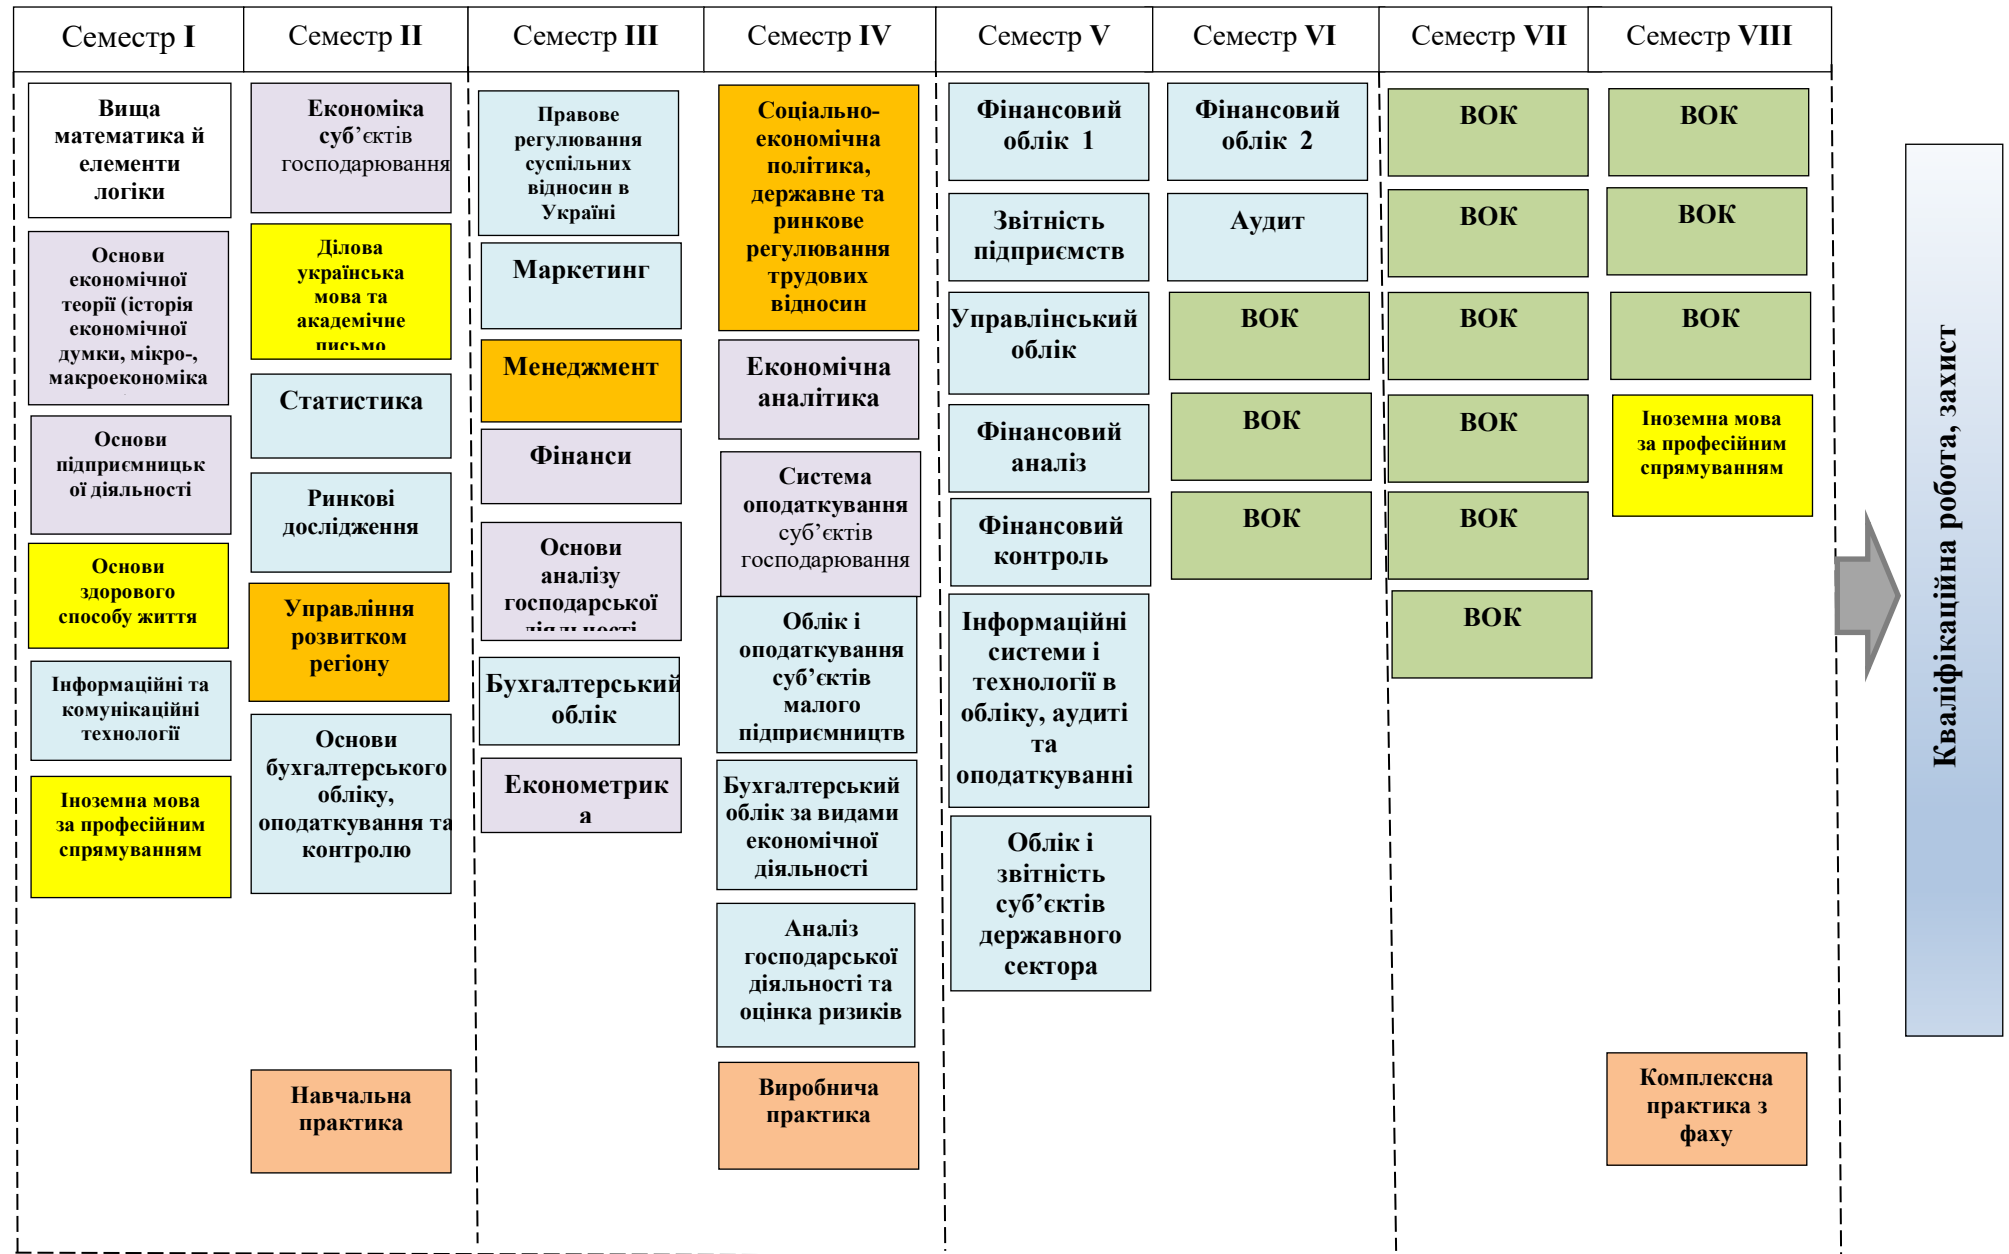 Семестр I
Семестр II
Семестр III
Семестр IV
Семестр V
Семестр VI
Семестр VII
Семестр VIII
Вища
математика й
елементи
логіки
Основи
економічної
теорії (історія
економічної
думки, мікро-,
макроекономіка
Основи
підприємницьк
ої діяльності
Основи
здорового
способу життя
Інформаційні та
комунікаційні
технології
Іноземна мова
за професійним
спрямуванням
Економіка
суб’єктів
господарювання
Ділова
українська
мова та
академічне
письмо
Статистика
Ринкові
дослідження
Управління
розвитком
регіону
Основи
бухгалтерського
обліку,
оподаткування та
контролю
Навчальна
практика
Правове
регулювання
суспільних
відносин в
Україні
Маркетинг
Менеджмент
Фінанси
Основи
аналізу
господарської
діяльності
Бухгалтерський
облік
Економетрик
а
Соціально-
економічна
політика,
державне та
ринкове
регулювання
трудових
відносин
Економічна
аналітика
Система
оподаткування
суб’єктів
господарювання
Облік і
оподаткування
суб’єктів
малого
підприємництв
Бухгалтерський
облік за видами
економічної
діяльності
Аналіз
господарської
діяльності та
оцінка ризиків
Виробнича
практика
Фінансовий
облік 1
Звітність
підприємств
Управлінський
облік
Фінансовий
аналіз
Фінансовий
контроль
Інформаційні
системи і
технології в
обліку, аудиті
та
оподаткуванні
Облік і
звітність
суб’єктів
державного
сектора
Фінансовий
облік 2
Аудит
ВОК
ВОК
ВОК
ВОК
ВОК
ВОК
ВОК
ВОК
ВОК
ВОК
ВОК
ВОК
Іноземна мова
за професійним
спрямуванням
Комплексна
практика з
фаху
Кваліфікаційна робота, захист